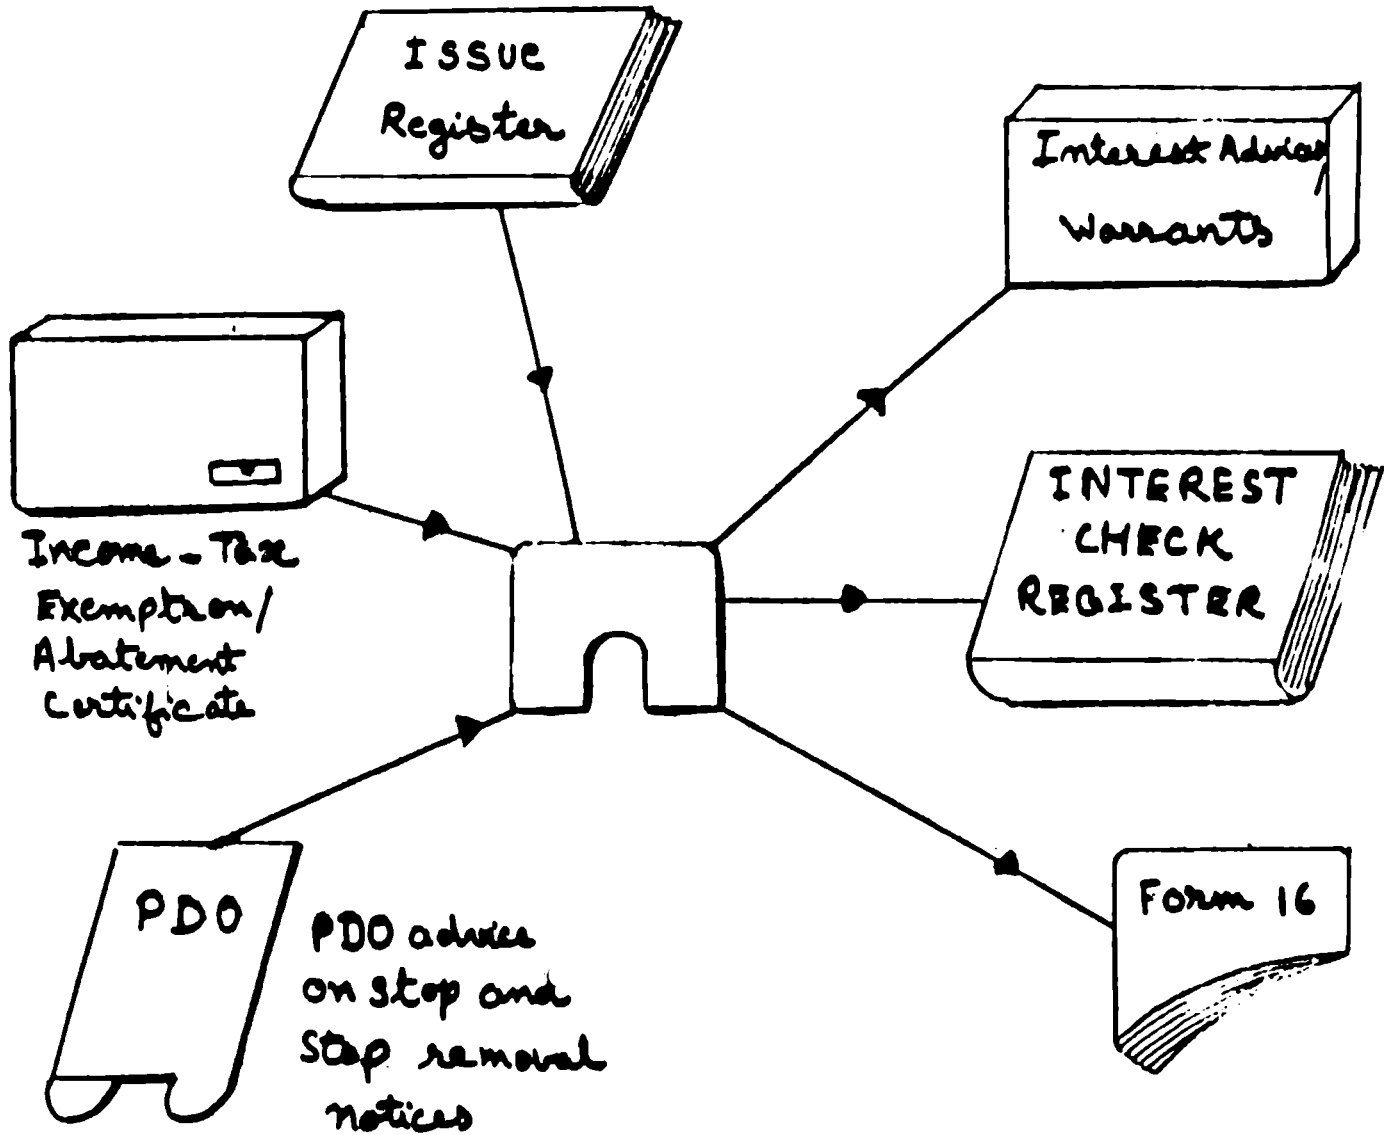 ISSUE
Register
Interest Advices/
Warrants
Income-Tax
Exemption/
Abatement
Certificate
INTEREST
CHECK
REGISTER
PDO
PDO advice
on stop and
Stop removal
notices
Form 16